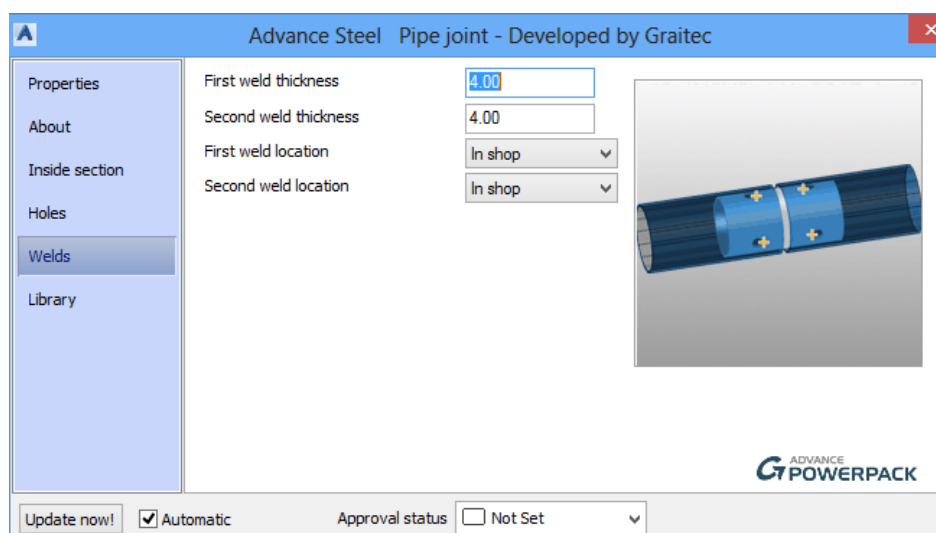 Advance Steel Pipe joint - Developed by Graitec
Properties
About
Inside section
Holes
Welds
Library
First weld thickness 4.00
Second weld thickness 4.00
First weld location In shop
Second weld location In shop
ADVANCE
POWERPACK
Update now! Automatic Approval status Not Set